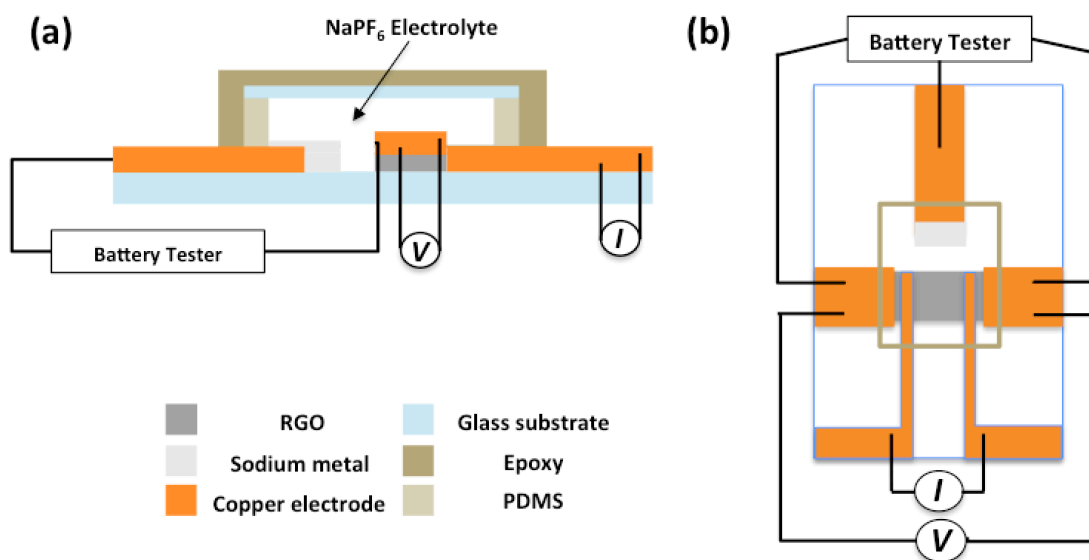 (a)
NaPF₆ Electrolyte
Battery Tester
V
I
RGO
Glass substrate
Sodium metal
Epoxy
Copper electrode
PDMS
(b)
Battery Tester
I
V